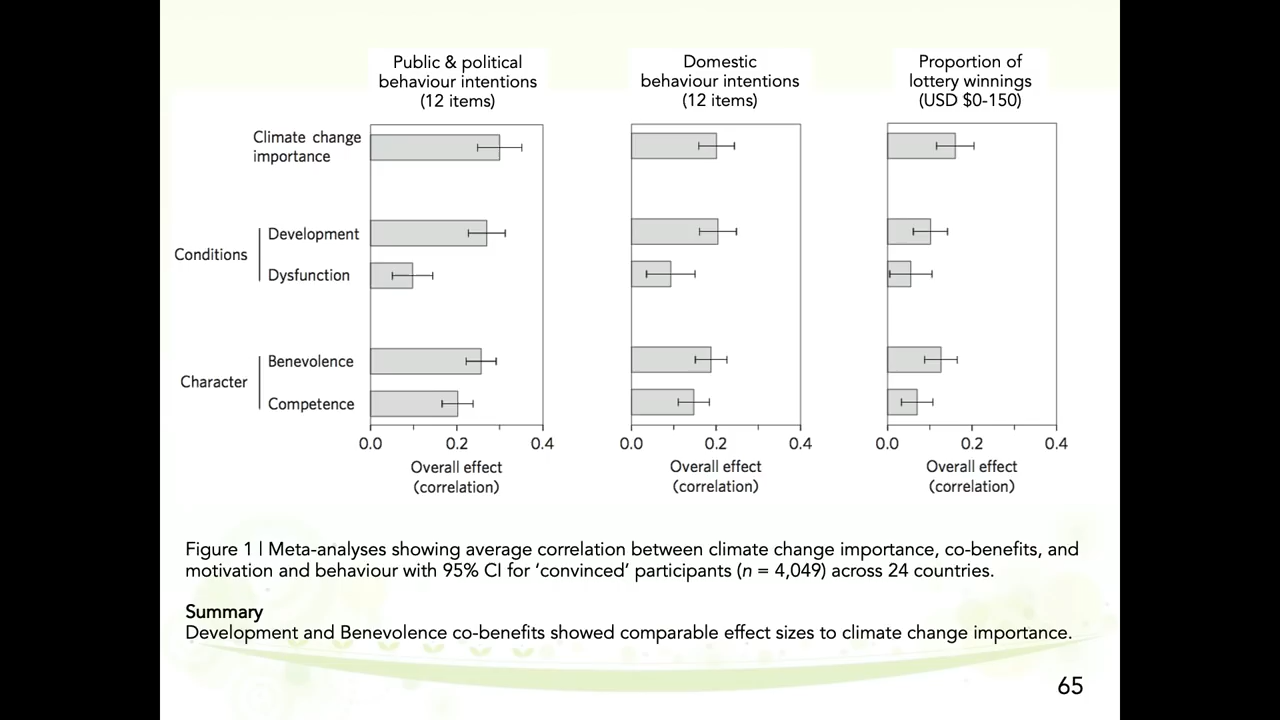 Public & political
behaviour intentions
(12 items)
Domestic
behaviour intentions
(12 items)
Proportion of
lottery winnings
(USD $0-150)
Climate change
importance
Conditions
Development
Dysfunction
Character
Benevolence
Competence
0.0 0.2 0.4
Overall effect
(correlation)
0.0 0.2 0.4
Overall effect
(correlation)
0.0 0.2 0.4
Overall effect
(correlation)
Figure 1 | Meta-analyses showing average correlation between climate change importance, co-benefits, and
motivation and behaviour with 95% CI for ‘convinced’ participants (n = 4,049) across 24 countries.
Summary
Development and Benevolence co-benefits showed comparable effect sizes to climate change importance.
65